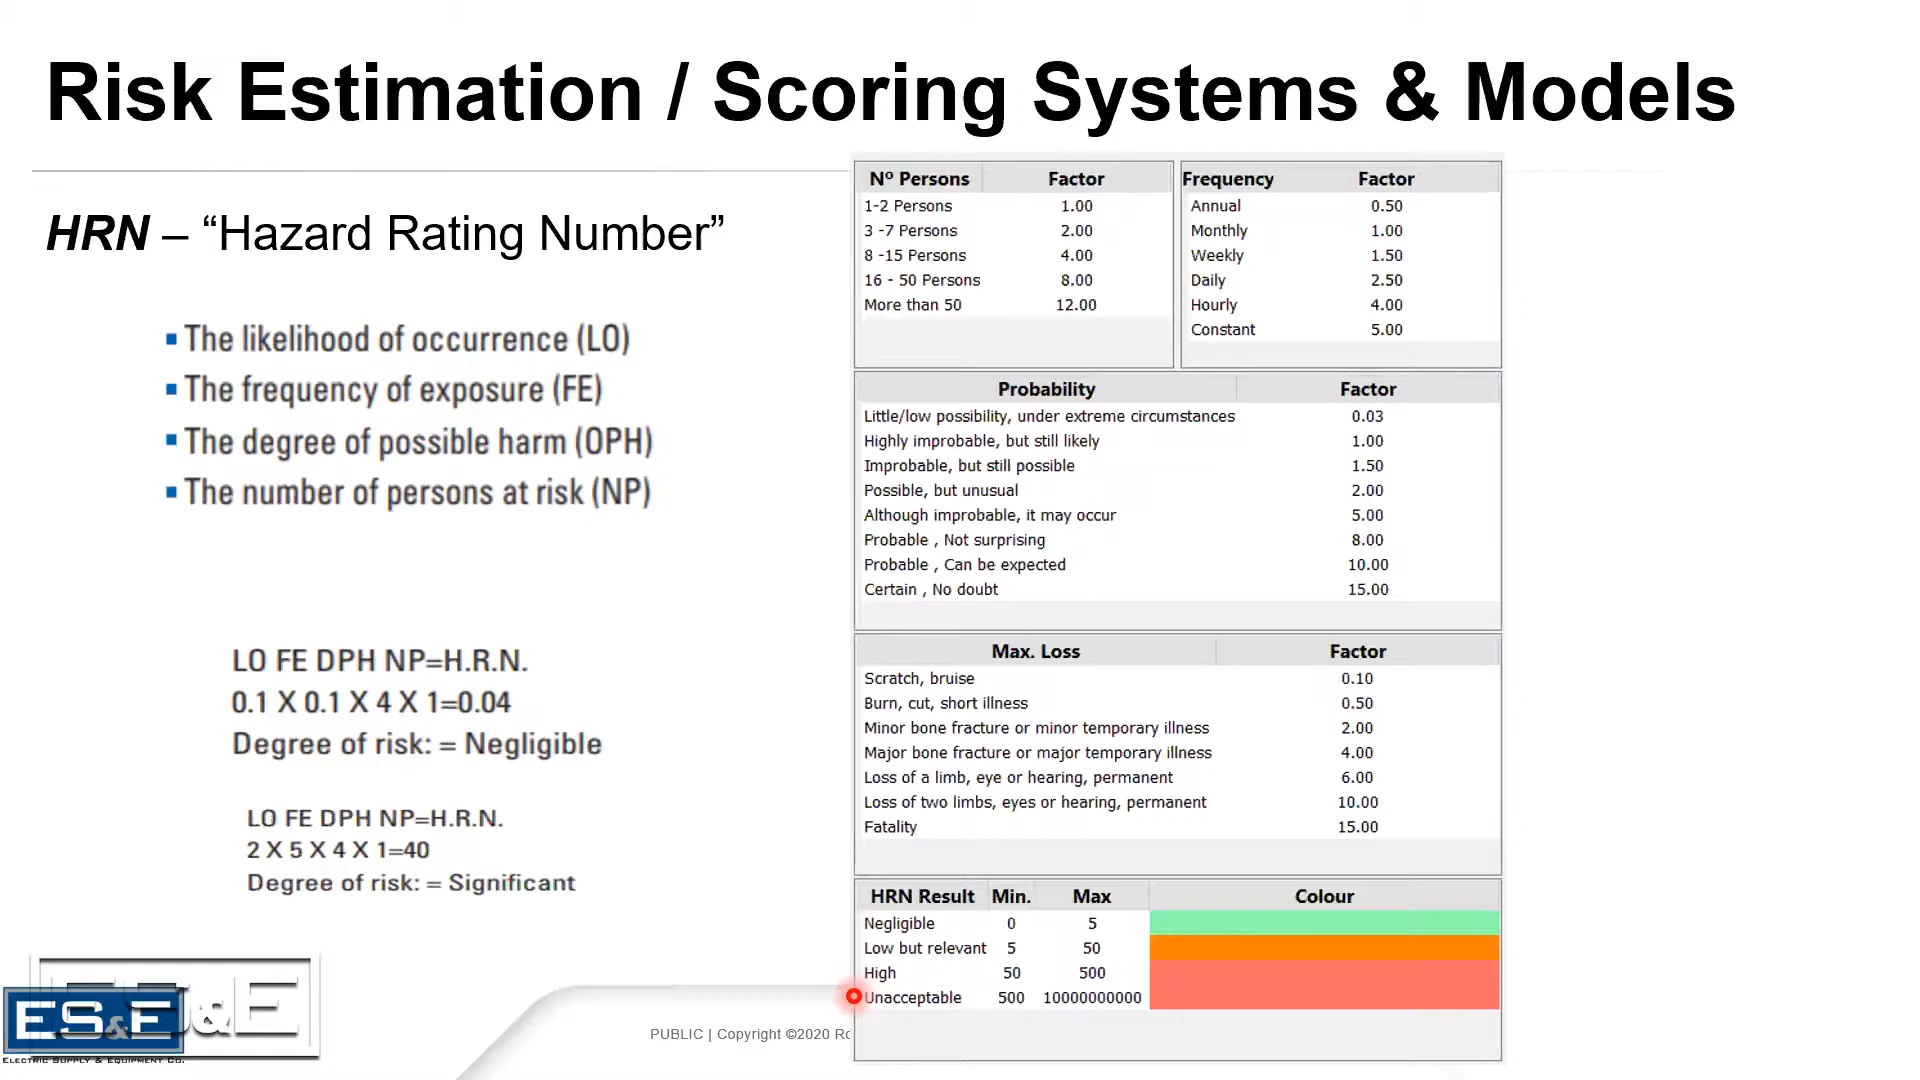 Risk Estimation / Scoring Systems & Models
HRN – “Hazard Rating Number”
▪ The likelihood of occurrence (LO)
▪ The frequency of exposure (FE)
▪ The degree of possible harm (OPH)
▪ The number of persons at risk (NP)
LO FE DPH NP=H.R.N.
0.1 X 0.1 X 4 X 1=0.04
Degree of risk: = Negligible
LO FE DPH NP=H.R.N.
2 X 5 X 4 X 1=40
Degree of risk: = Significant
Nº Persons Factor
1-2 Persons 1.00
3 -7 Persons 2.00
8 -15 Persons 4.00
16 - 50 Persons 8.00
More than 50 12.00
Frequency Factor
Annual 0.50
Monthly 1.00
Weekly 1.50
Daily 2.50
Hourly 4.00
Constant 5.00
Probability Factor
Little/low possibility, under extreme circumstances 0.03
Highly improbable, but still likely 1.00
Improbable, but still possible 1.50
Possible, but unusual 2.00
Although improbable, it may occur 5.00
Probable , Not surprising 8.00
Probable , Can be expected 10.00
Certain , No doubt 15.00
Max. Loss Factor
Scratch, bruise 0.10
Burn, cut, short illness 0.50
Minor bone fracture or minor temporary illness 2.00
Major bone fracture or major temporary illness 4.00
Loss of a limb, eye or hearing, permanent 6.00
Loss of two limbs, eyes or hearing, permanent 10.00
Fatality 15.00
HRN Result Min. Max Colour
Negligible 0 5
Low but relevant 5 50
High 50 500
Unacceptable 500 10000000000
ES&E
ELECTRIC SUPPLY & EQUIPMENT CO.
PUBLIC | Copyright ©2020